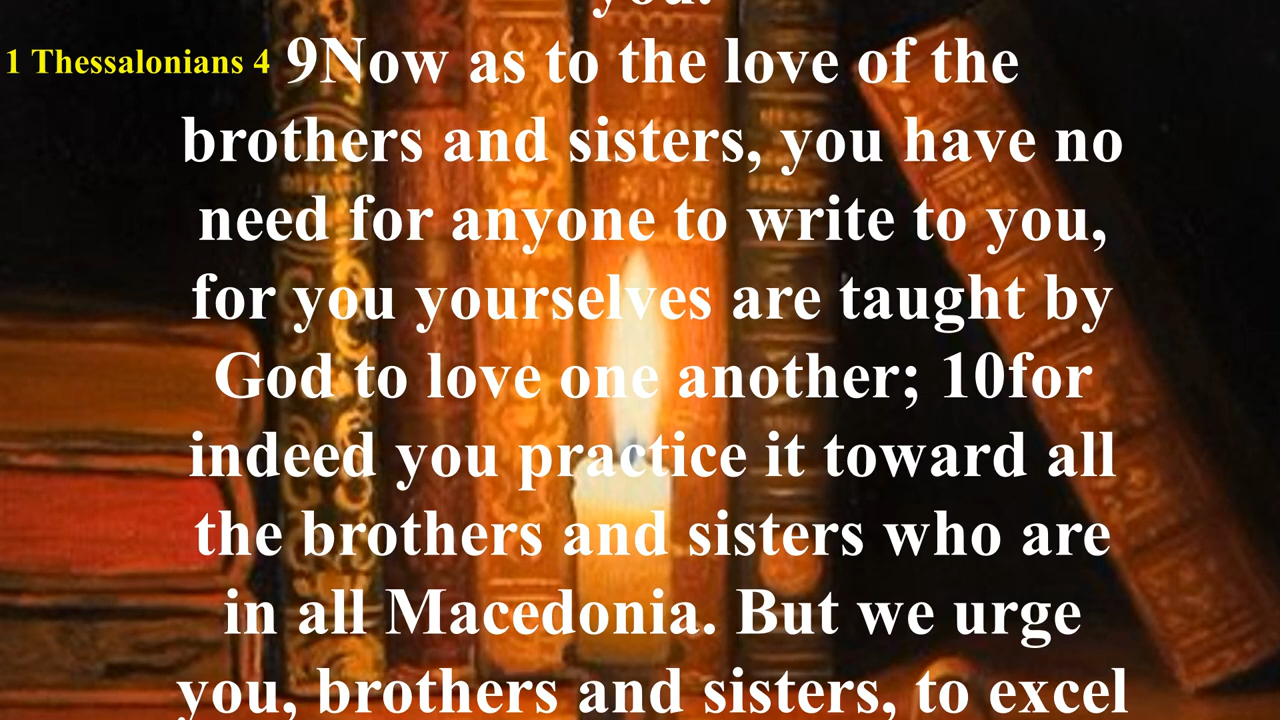 you.
1 Thessalonians 4 9Now as to the love of the
brothers and sisters, you have no
need for anyone to write to you,
for you yourselves are taught by
God to love one another; 10for
indeed you practice it toward all
the brothers and sisters who are
in all Macedonia. But we urge
you, brothers and sisters, to excel